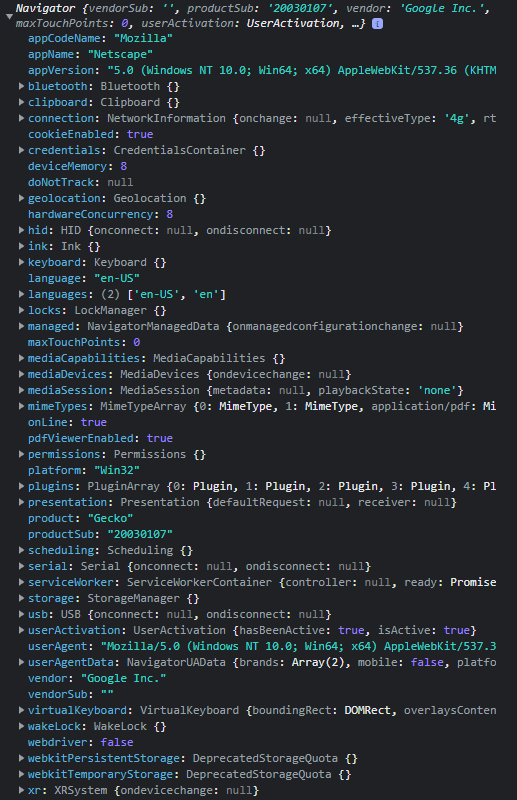 Navigator {vendorSub: '', productSub: '20030107', vendor: 'Google Inc.',
maxTouchPoints: 0, userActivation: UserActivation, …} i
appCodeName: "Mozilla"
appName: "Netscape"
appVersion: "5.0 (Windows NT 10.0; Win64; x64) AppleWebKit/537.36 (KHTM
bluetooth: Bluetooth {}
clipboard: Clipboard {}
connection: NetworkInformation {onchange: null, effectiveType: '4g', rt
cookieEnabled: true
credentials: CredentialsContainer {}
deviceMemory: 8
doNotTrack: null
geolocation: Geolocation {}
hardwareConcurrency: 8
hid: HID {onconnect: null, ondisconnect: null}
ink: Ink {}
keyboard: Keyboard {}
language: "en-US"
languages: (2) ['en-US', 'en']
locks: LockManager {}
managed: NavigatorManagedData {onmanagedconfigurationchange: null}
maxTouchPoints: 0
mediaCapabilities: MediaCapabilities {}
mediaDevices: MediaDevices {ondevicechange: null}
mediaSession: MediaSession {metadata: null, playbackState: 'none'}
mimeTypes: MimeTypeArray {0: MimeType, 1: MimeType, application/pdf: Mi
onLine: true
pdfViewerEnabled: true
permissions: Permissions {}
platform: "Win32"
plugins: PluginArray {0: Plugin, 1: Plugin, 2: Plugin, 3: Plugin, 4: Pl
presentation: Presentation {defaultRequest: null, receiver: null}
product: "Gecko"
productSub: "20030107"
scheduling: Scheduling {}
serial: Serial {onconnect: null, ondisconnect: null}
serviceWorker: ServiceWorkerContainer {controller: null, ready: Promise
storage: StorageManager {}
usb: USB {onconnect: null, ondisconnect: null}
userActivation: UserActivation {hasBeenActive: true, isActive: true}
userAgent: "Mozilla/5.0 (Windows NT 10.0; Win64; x64) AppleWebKit/537.3
userAgentData: NavigatorUAData {brands: Array(2), mobile: false, platfo
vendor: "Google Inc."
vendorSub: ""
virtualKeyboard: VirtualKeyboard {boundingRect: DOMRect, overlaysConten
wakeLock: WakeLock {}
webdriver: false
webkitPersistentStorage: DeprecatedStorageQuota {}
webkitTemporaryStorage: DeprecatedStorageQuota {}
xr: XRSystem {ondevicechange: null}